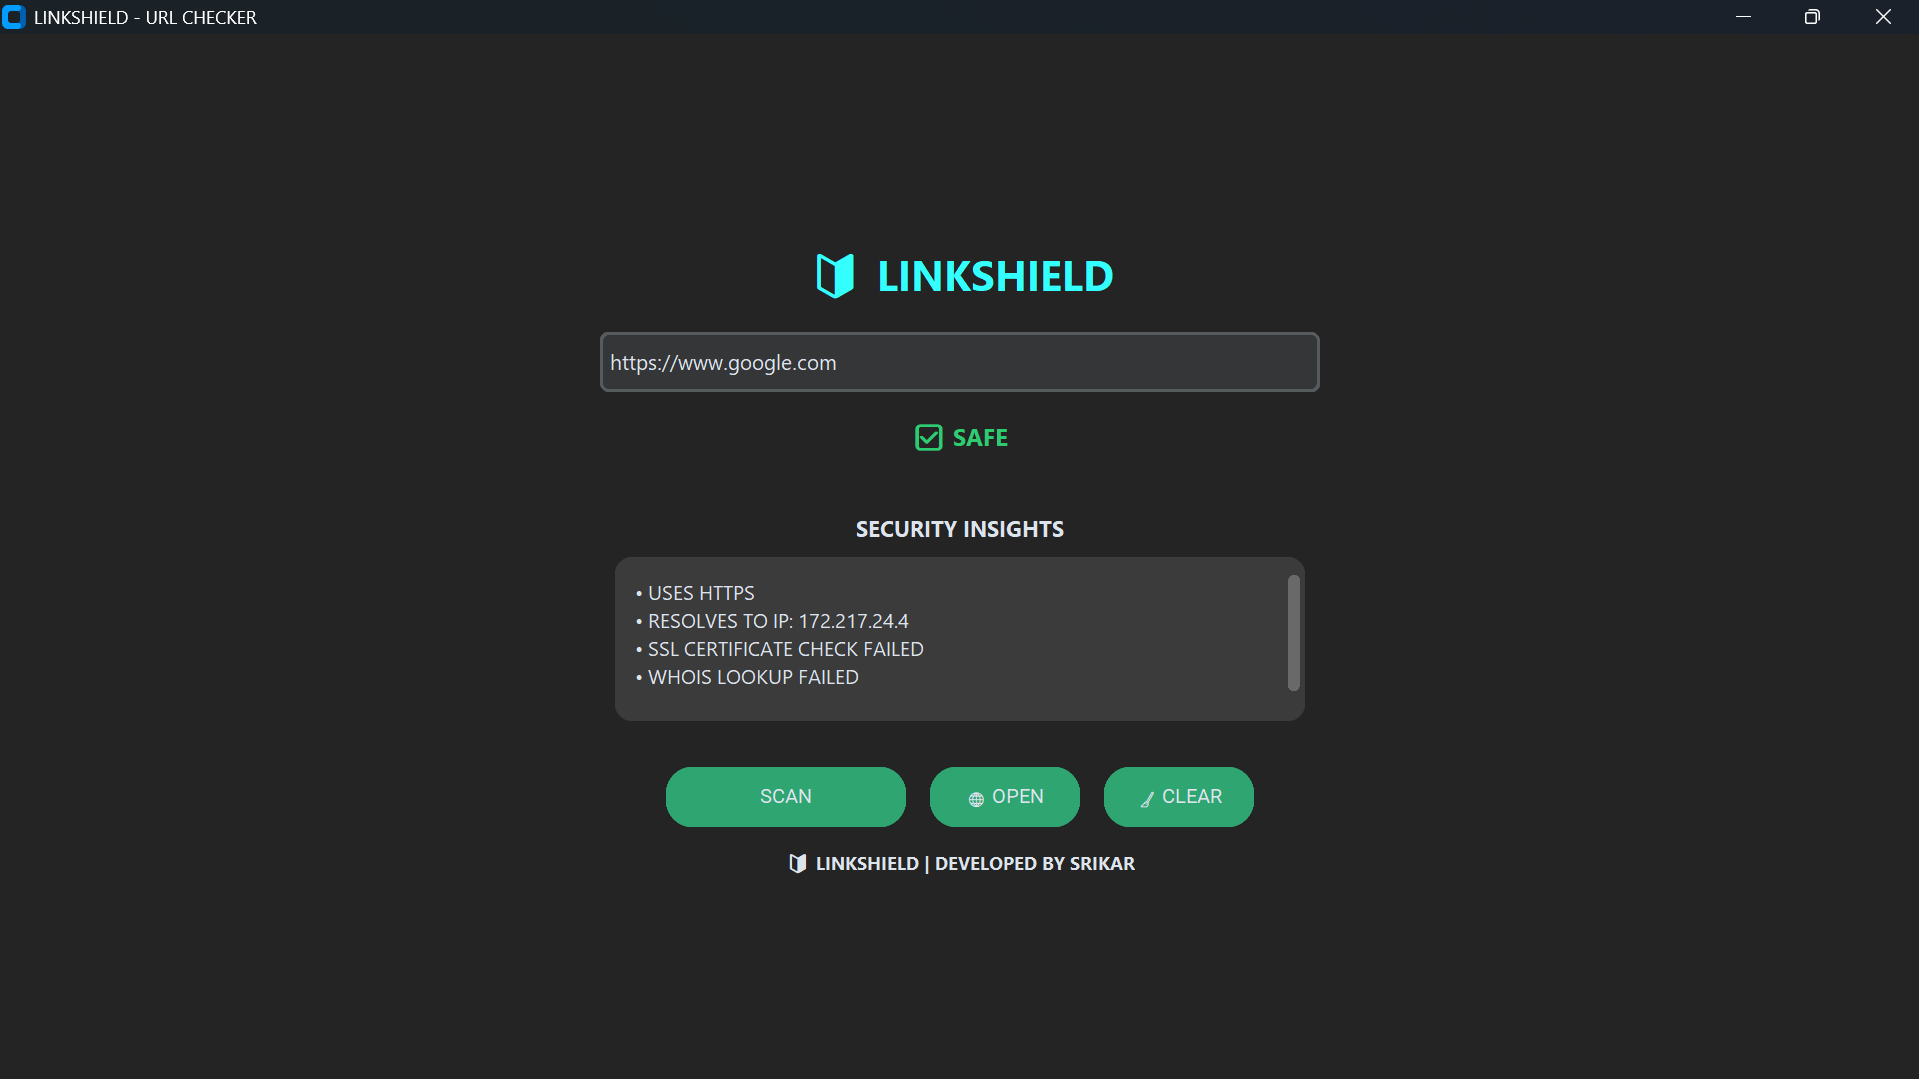 LINKSHIELD - URL CHECKER
LINKSHIELD
https://www.google.com
SAFE
SECURITY INSIGHTS
• USES HTTPS
• RESOLVES TO IP: 172.217.24.4
• SSL CERTIFICATE CHECK FAILED
• WHOIS LOOKUP FAILED
SCAN
OPEN
CLEAR
LINKSHIELD | DEVELOPED BY SRIKAR